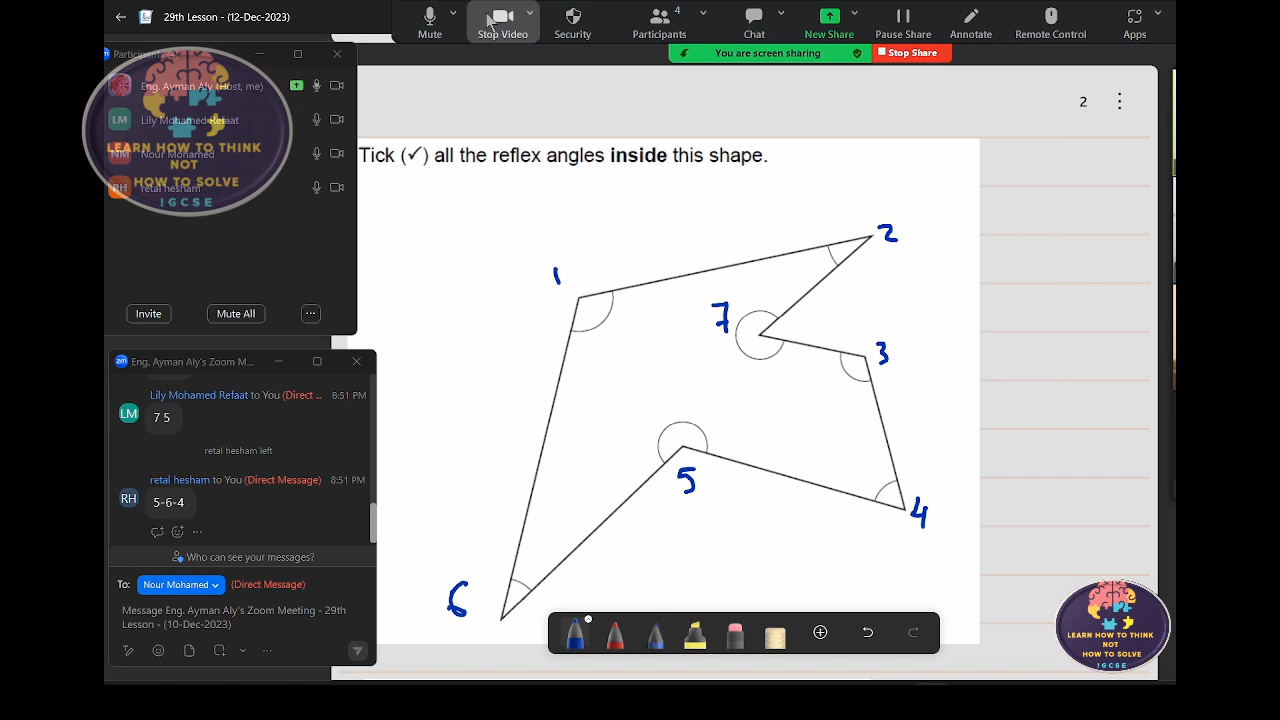 29th Lesson - (12-Dec-2023)
Mute
Stop Video
Security
4
Participants
Chat
New Share
Pause Share
Annotate
Remote Control
Apps
You are screen sharing
Stop Share
Eng. Ayman Aly (Host, me)
LM Lily Mohamed Refaat
NM Nour Mohamed
RH retal hesham
LEARN HOW TO THINK
NOT
HOW TO SOLVE
IGCSE
Invite
Mute All
zm Eng. Ayman Aly's Zoom M...
Lily Mohamed Refaat to You (Direct ... 8:51 PM
LM 7 5
retal hesham left
retal hesham to You (Direct Message) 8:51 PM
RH 5-6-4
Who can see your messages?
To: Nour Mohamed (Direct Message)
Message Eng. Ayman Aly's Zoom Meeting - 29th
Lesson - (10-Dec-2023)
2
Tick (✓) all the reflex angles inside this shape.
1
2
7
3
5
4
6
LEARN HOW TO THINK
NOT
HOW TO SOLVE
IGCSE